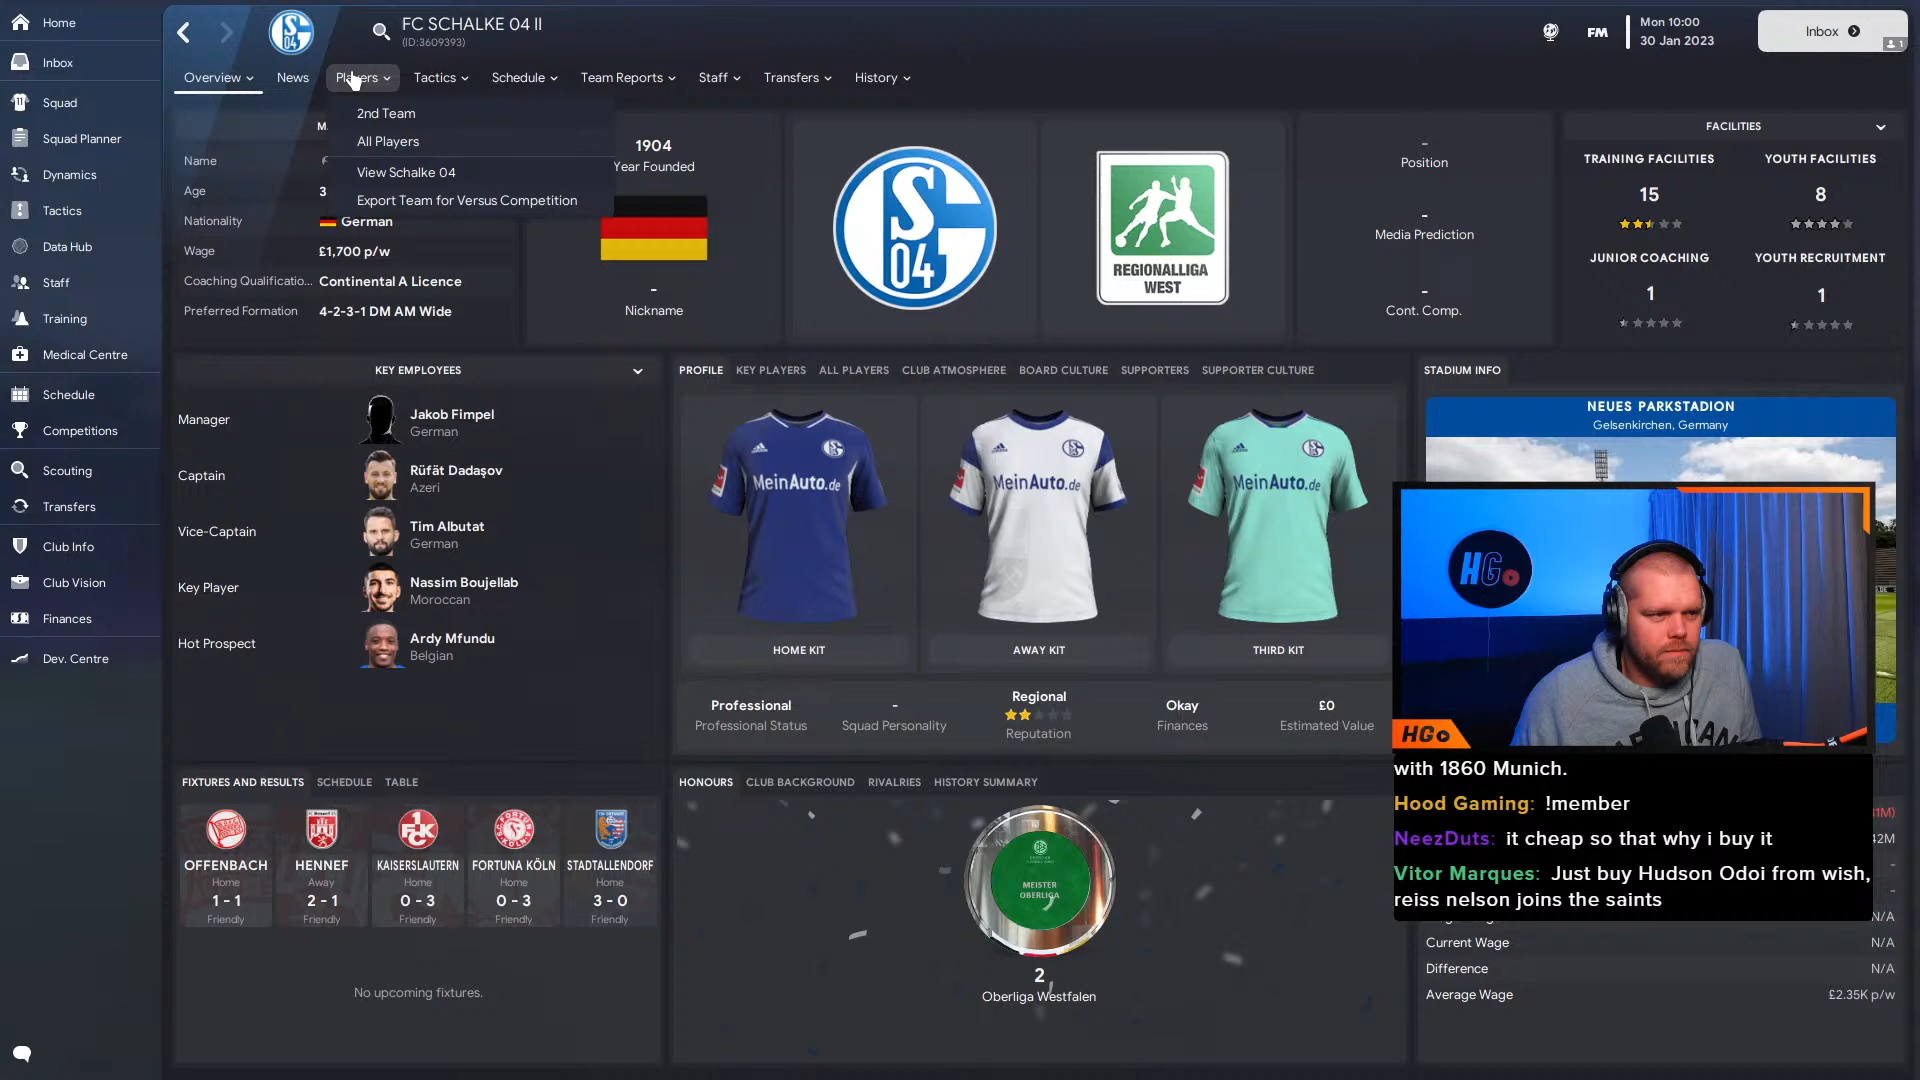 Home
Inbox
Squad
Squad Planner
Dynamics
Tactics
Data Hub
Staff
Training
Medical Centre
Schedule
Competitions
Scouting
Transfers
Club Info
Club Vision
Finances
Dev. Centre
FC SCHALKE 04 II
(ID:3609393)
FM
Mon 10:00
30 Jan 2023
Inbox
1
Overview
News
Players
Tactics
Schedule
Team Reports
Staff
Transfers
History
2nd Team
All Players
View Schalke 04
Export Team for Versus Competition
Name
Age
3
Nationality
German
Wage
£1,700 p/w
Coaching Qualificatio...
Continental A Licence
Preferred Formation
4-2-3-1 DM AM Wide
1904
Year Founded
-
Nickname
S
04
REGIONALLIGA
WEST
-
Position
-
Media Prediction
-
Cont. Comp.
FACILITIES
TRAINING FACILITIES
15
YOUTH FACILITIES
8
JUNIOR COACHING
1
YOUTH RECRUITMENT
1
KEY EMPLOYEES
Manager
Jakob Fimpel
German
Captain
Rüfät Dadaşov
Azeri
Vice-Captain
Tim Albutat
German
Key Player
Nassim Boujellab
Moroccan
Hot Prospect
Ardy Mfundu
Belgian
PROFILE
KEY PLAYERS
ALL PLAYERS
CLUB ATMOSPHERE
BOARD CULTURE
SUPPORTERS
SUPPORTER CULTURE
MeinAuto.de
MeinAuto.de
MeinAuto.de
HOME KIT
AWAY KIT
THIRD KIT
Professional
Professional Status
-
Squad Personality
Regional
Reputation
Okay
Finances
£0
Estimated Value
STADIUM INFO
NEUES PARKSTADION
Gelsenkirchen, Germany
HG
HG
with 1860 Munich.
Hood Gaming: !member
NeezDuts: it cheap so that why i buy it
Vitor Marques: Just buy Hudson Odoi from wish,
reiss nelson joins the saints
N/A
Current Wage
N/A
Difference
N/A
Average Wage
£2.35K p/w
FIXTURES AND RESULTS
SCHEDULE
TABLE
OFFENBACH
Home
1 - 1
Friendly
HENNEF
Away
2 - 1
Friendly
KAISERSLAUTERN
Home
0 - 3
Friendly
FORTUNA KÖLN
Home
0 - 3
Friendly
STADTALLENDORF
Home
3 - 0
Friendly
No upcoming fixtures.
HONOURS
CLUB BACKGROUND
RIVALRIES
HISTORY SUMMARY
MEISTER
OBERLIGA
2
Oberliga Westfalen